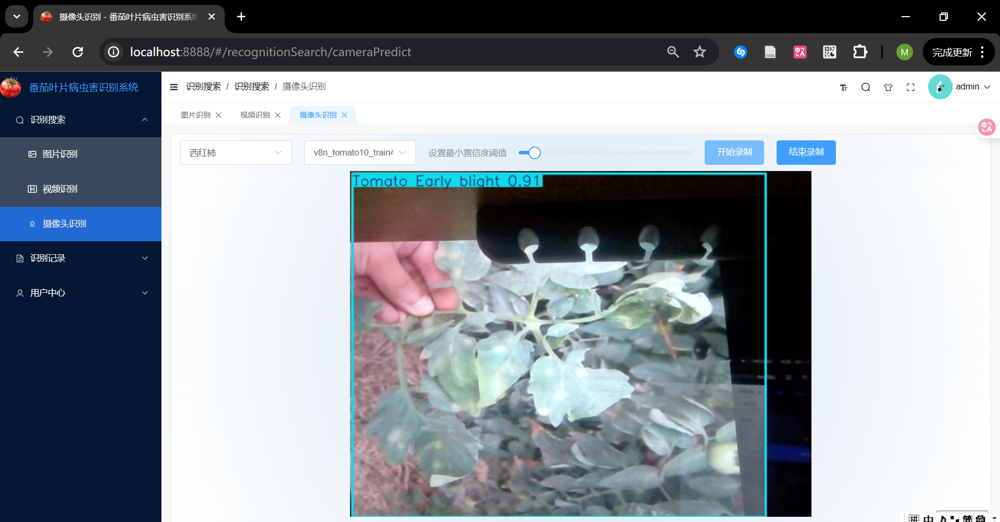 摄像头识别 - 番茄叶片病虫害识别系统
localhost:8888/#/recognitionSearch/cameraPredict
M
完成更新
番茄叶片病虫害识别系统
识别搜索 / 识别搜索 / 摄像头识别
admin
识别搜索
图片识别
视频识别
摄像头识别
识别记录
用户中心
图片识别
视频识别
摄像头识别
西红柿
v8n_tomato10_train4
设置最小置信度阈值
开始录制
结束录制
Tomato Early blight 0.91
中A
拼 中 简